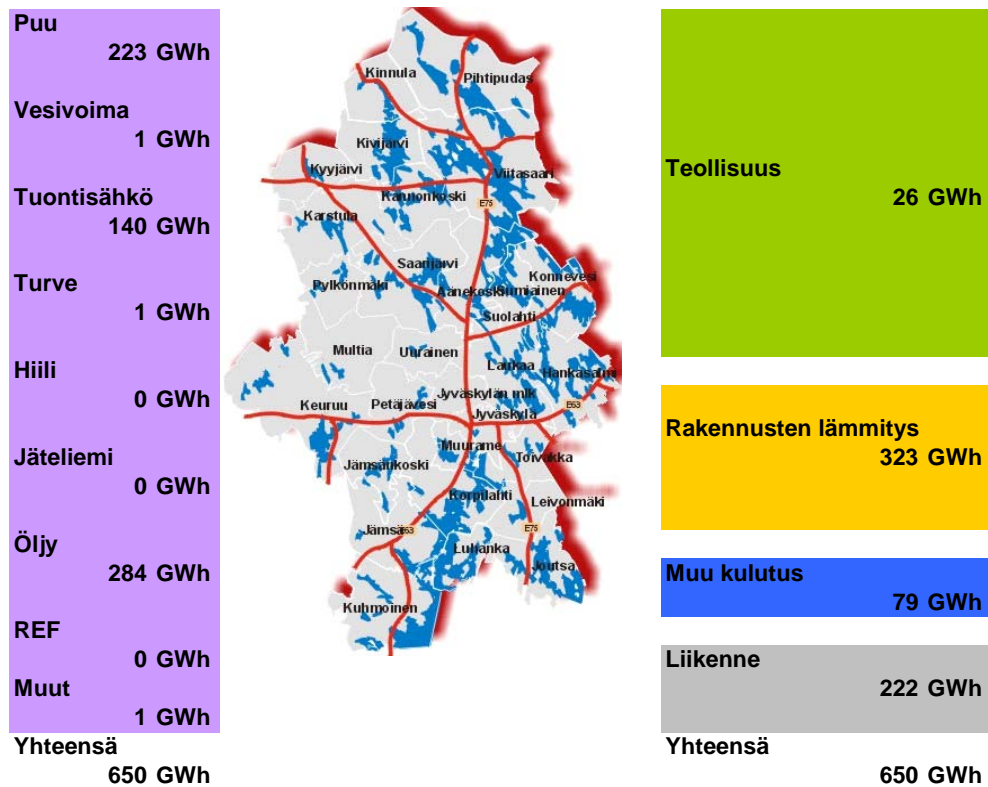 Puu
223 GWh
Vesivoima
1 GWh
Tuontisähkö
140 GWh
Turve
1 GWh
Hiili
0 GWh
Jäteliemi
0 GWh
Öljy
284 GWh
REF
0 GWh
Muut
1 GWh
Yhteensä
650 GWh
Kinnula
Pihtipudas
Kivijärvi
Kyyjärvi
Viitasaari
Kannonkoski
E75
Karstula
Saarijärvi
Konnevesi
Pylkönmäki
Äänekoski
Sumiainen
Suolahti
Multia
Uurainen
Laukaa
Hankasalmi
Jyväskylän mlk
Keuruu
Petäjävesi
Jyväskylä
E63
Muurame
Toivakka
Jämsänkoski
Korpilahti
Leivonmäki
Jämsä
E63
E75
Luhanka
Joutsa
Kuhmoinen
Teollisuus
26 GWh
Rakennusten lämmitys
323 GWh
Muu kulutus
79 GWh
Liikenne
222 GWh
Yhteensä
650 GWh